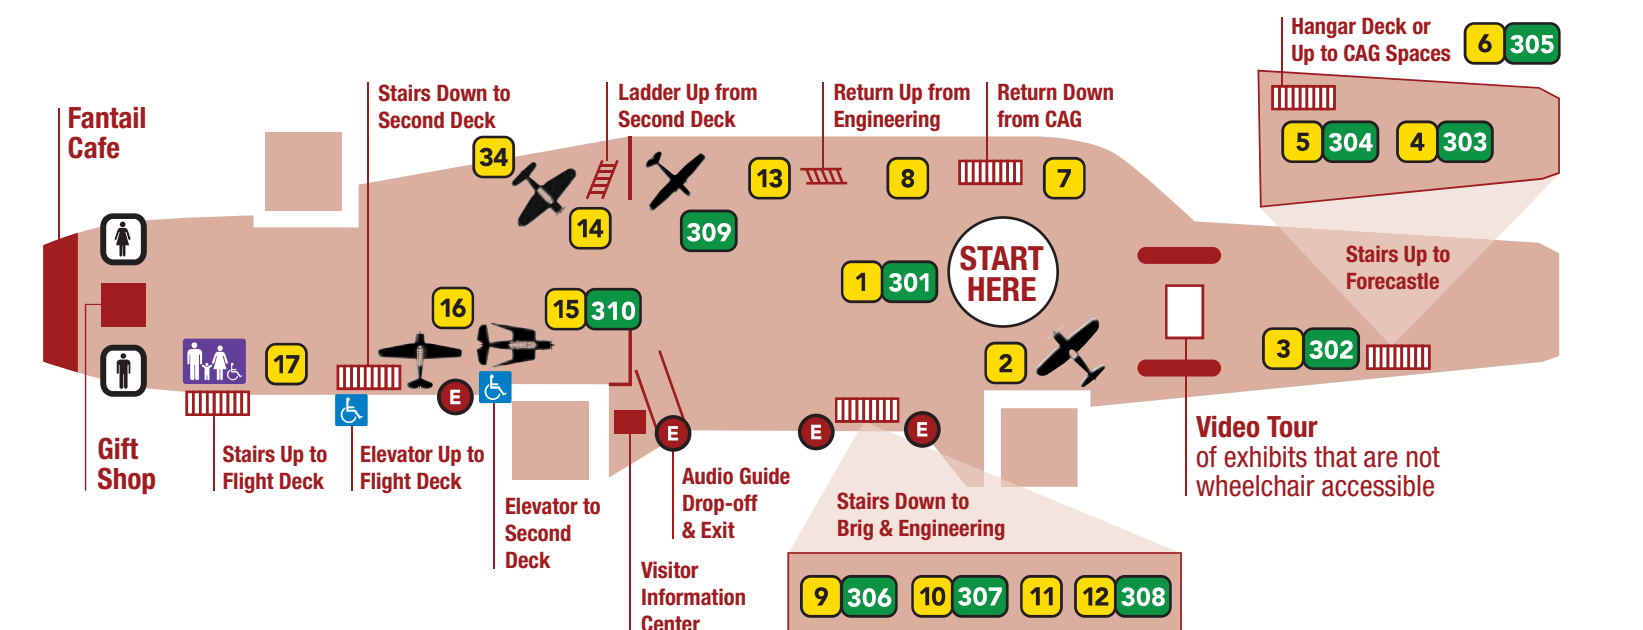 Hangar Deck or
Up to CAG Spaces
6 305
5 304
4 303
Stairs Up to
Forecastle
Fantail
Cafe
Stairs Down to
Second Deck
Ladder Up from
Second Deck
Return Up from
Engineering
Return Down
from CAG
34
14
309
13
8
7
START
HERE
1 301
2
3 302
16
15 310
17
E
E
E
E
Gift
Shop
Stairs Up to
Flight Deck
Elevator Up to
Flight Deck
Elevator to
Second
Deck
Audio Guide
Drop-off
& Exit
Visitor
Information
Center
Stairs Down to
Brig & Engineering
9 306
10 307
11
12 308
Video Tour
of exhibits that are not
wheelchair accessible